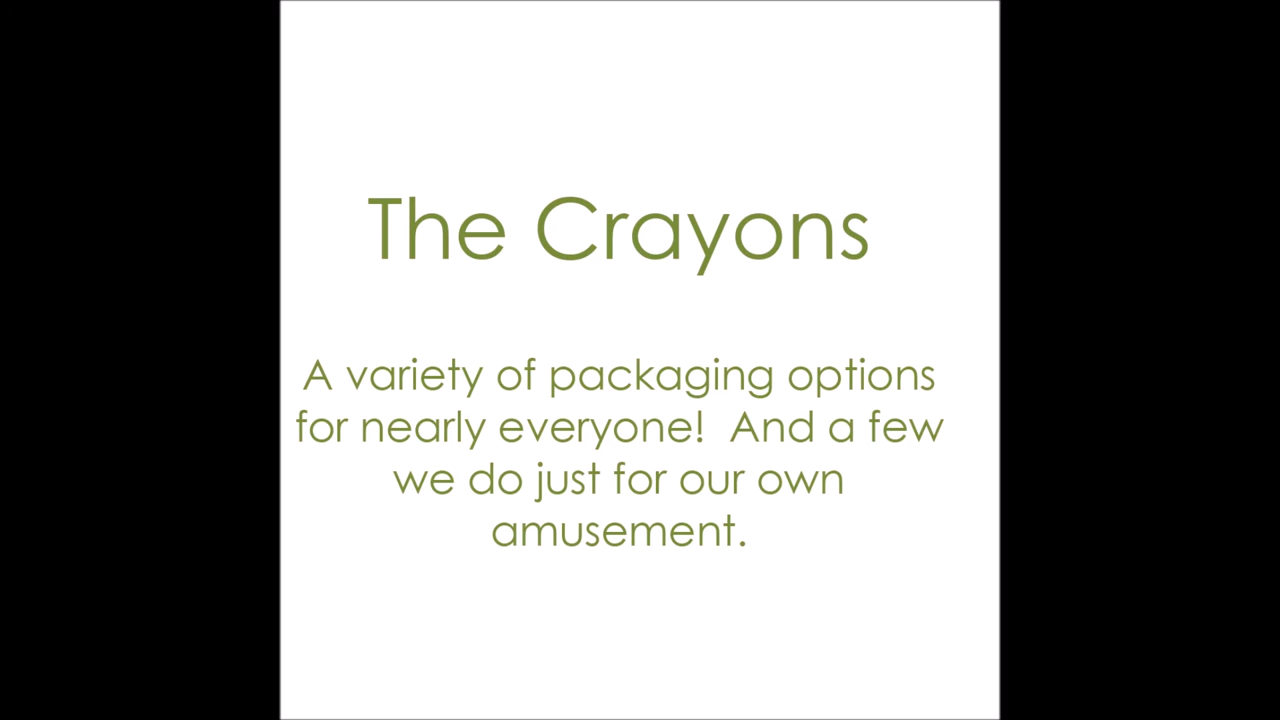 The Crayons
A variety of packaging options
for nearly everyone!  And a few
we do just for our own
amusement.